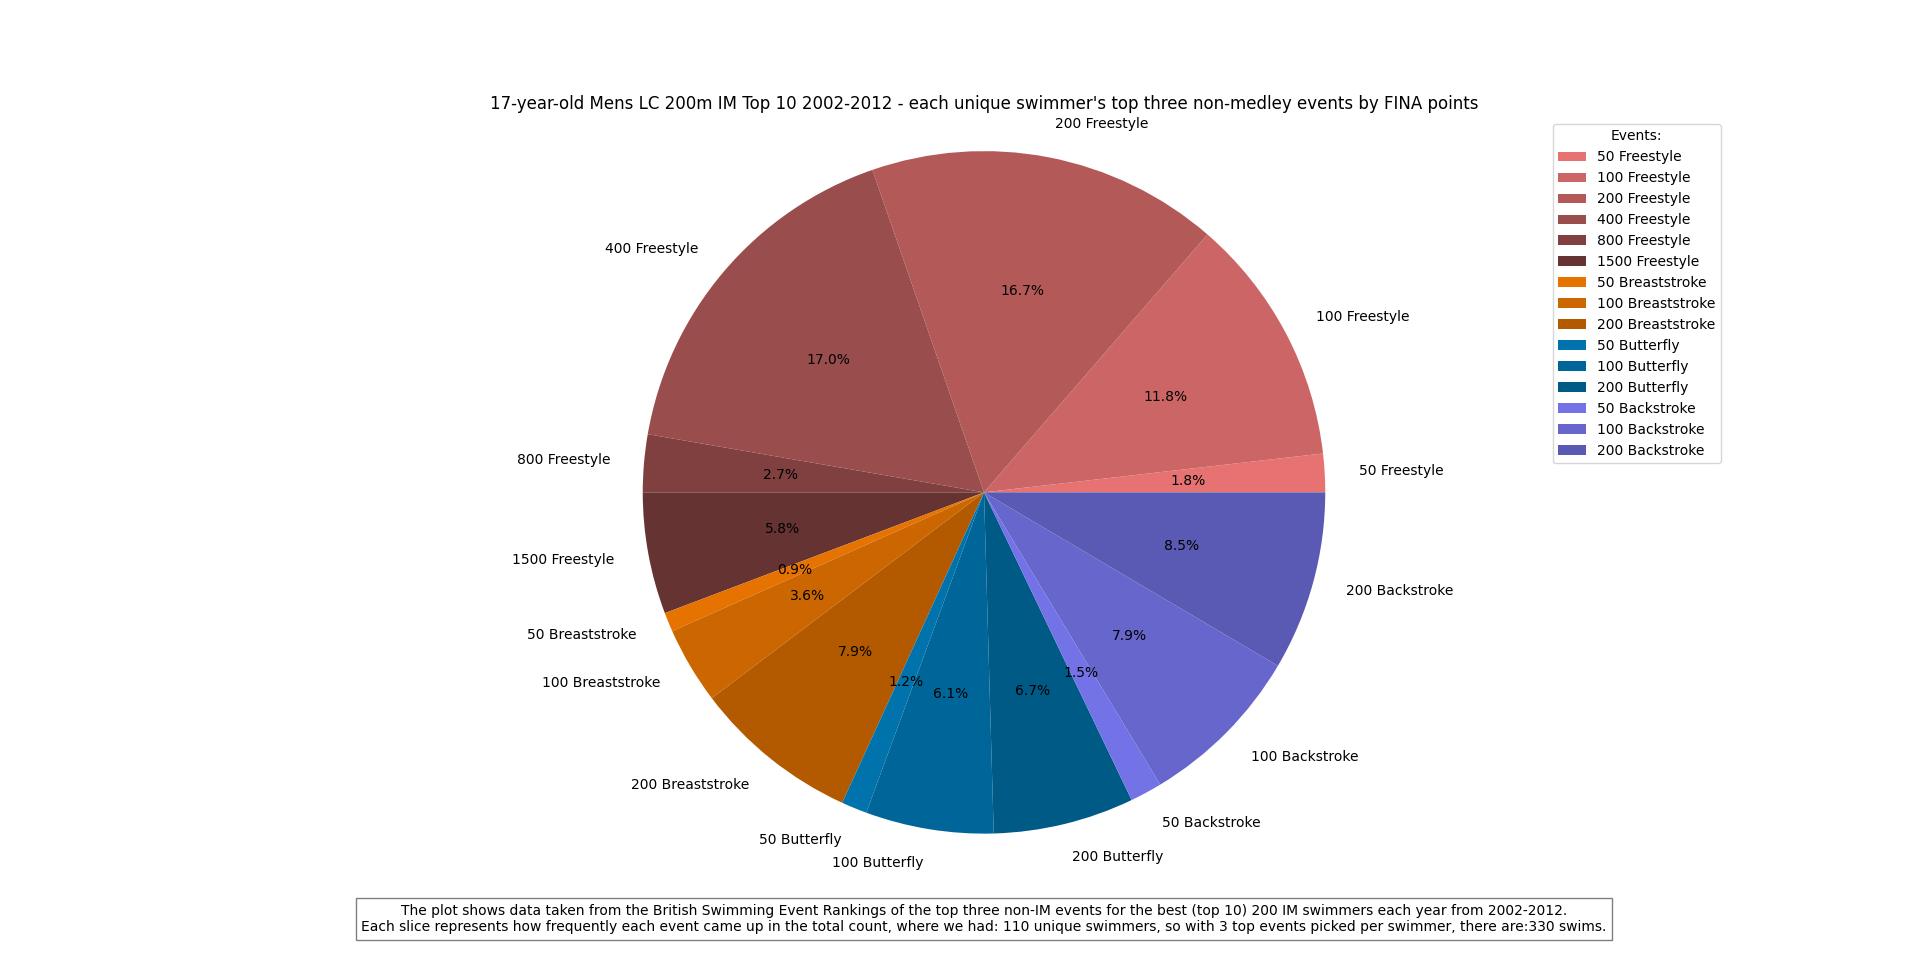 17-year-old Mens LC 200m IM Top 10 2002-2012 - each unique swimmer's top three non-medley events by FINA points
200 Freestyle
400 Freestyle
100 Freestyle
800 Freestyle
50 Freestyle
1500 Freestyle
50 Breaststroke
100 Breaststroke
200 Breaststroke
50 Butterfly
100 Butterfly
200 Butterfly
50 Backstroke
100 Backstroke
200 Backstroke
16.7%
17.0%
11.8%
2.7%
1.8%
5.8%
0.9%
3.6%
7.9%
1.2%
6.1%
6.7%
1.5%
7.9%
8.5%
Events:
50 Freestyle
100 Freestyle
200 Freestyle
400 Freestyle
800 Freestyle
1500 Freestyle
50 Breaststroke
100 Breaststroke
200 Breaststroke
50 Butterfly
100 Butterfly
200 Butterfly
50 Backstroke
100 Backstroke
200 Backstroke
The plot shows data taken from the British Swimming Event Rankings of the top three non-IM events for the best (top 10) 200 IM swimmers each year from 2002-2012.
Each slice represents how frequently each event came up in the total count, where we had: 110 unique swimmers, so with 3 top events picked per swimmer, there are:330 swims.